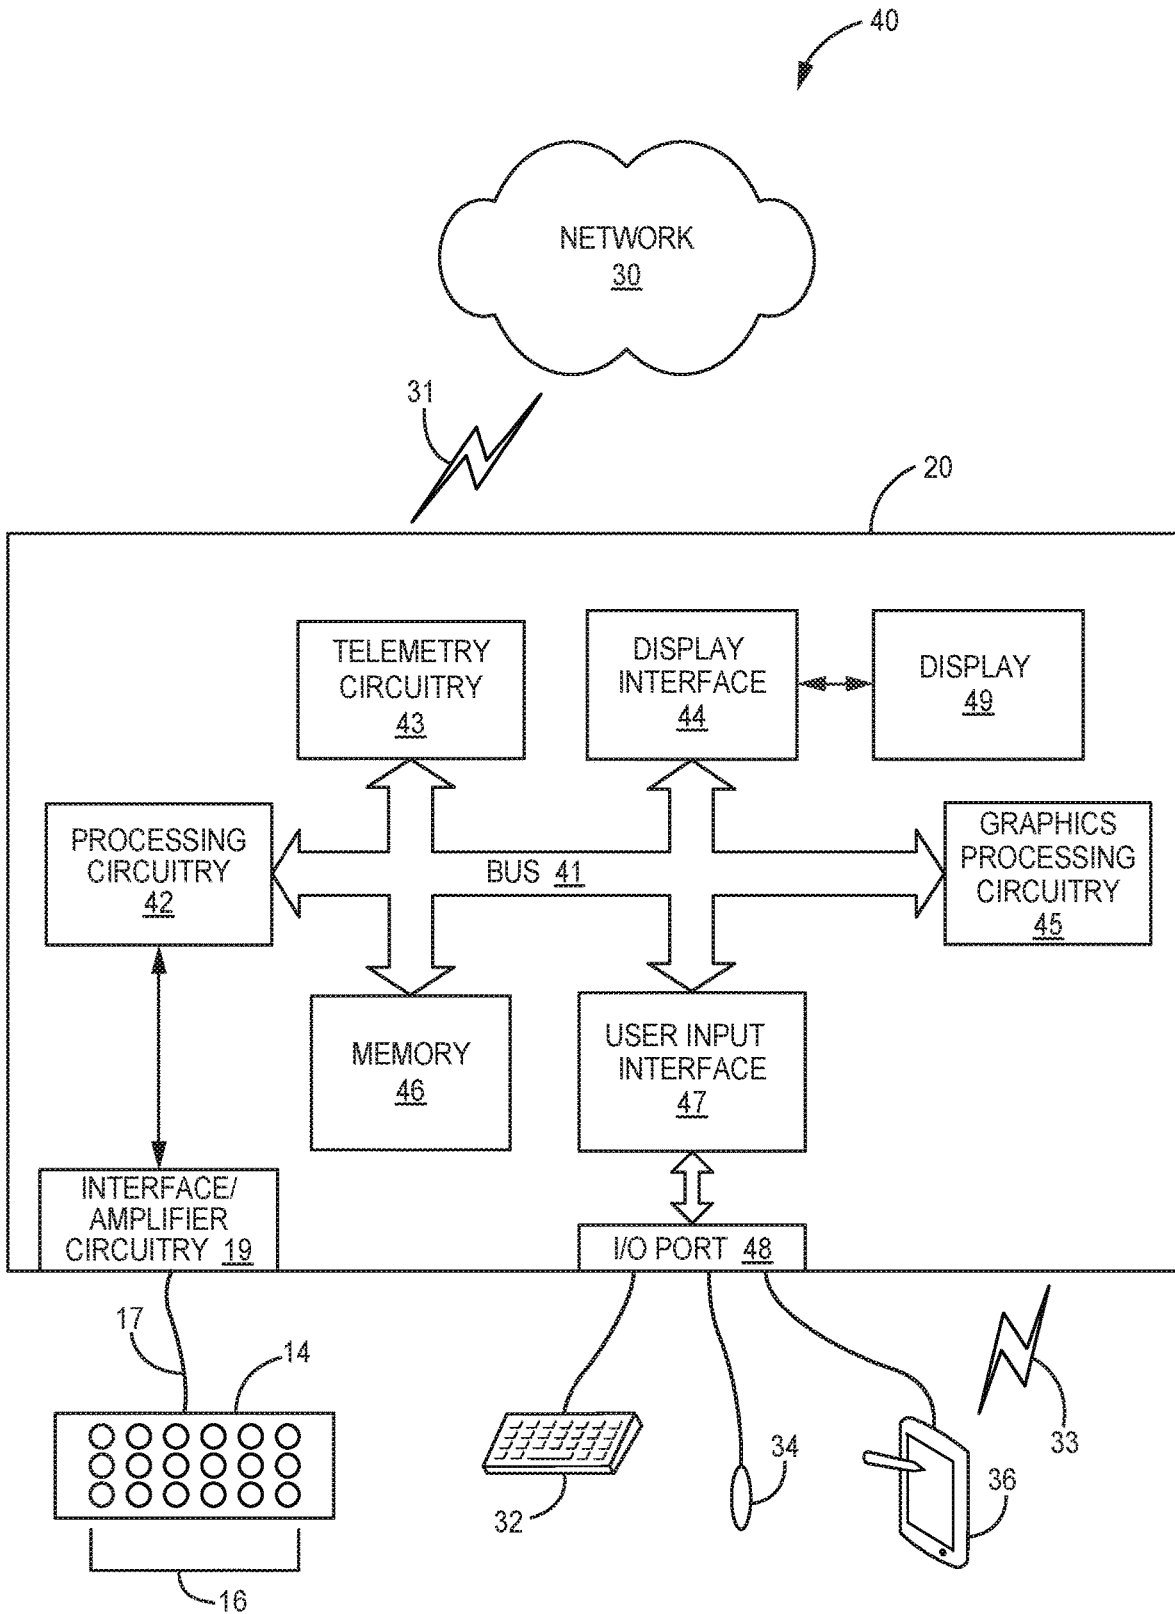 40
NETWORK
30
31
20
TELEMETRY
CIRCUITRY
43
DISPLAY
INTERFACE
44
DISPLAY
49
PROCESSING
CIRCUITRY
42
BUS 41
GRAPHICS
PROCESSING
CIRCUITRY
45
MEMORY
46
USER INPUT
INTERFACE
47
INTERFACE/
AMPLIFIER
CIRCUITRY 19
I/O PORT 48
17
14
16
32
34
36
33